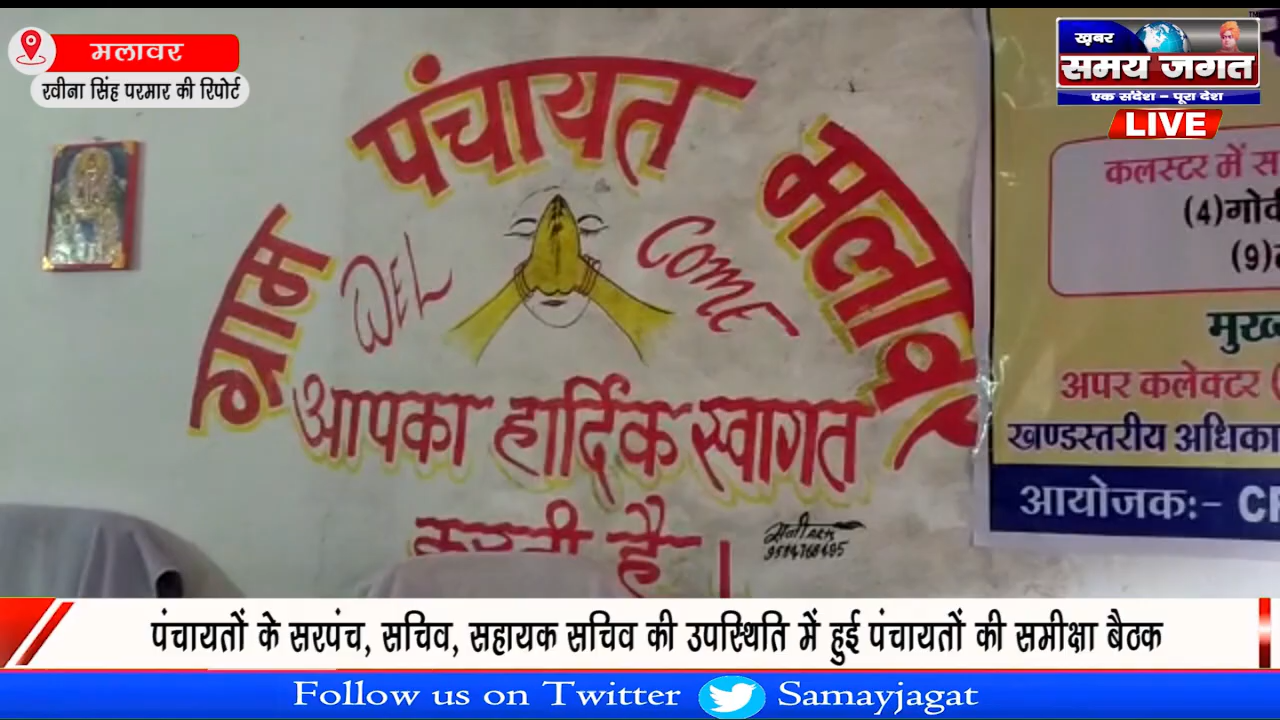 मलावर
रवीना सिंह परमार की रिपोर्ट
ख़बर
समय जगत
एक संदेश - पूरा देश
LIVE
ग्राम पंचायत मलावर
WEL COME
आपका हार्दिक स्वागत
करती है।
कलस्टर में स
(4)गोर्व
(9)
मुख्य
अपर कलेक्टर (
खण्डस्तरीय अधिका
आयोजकः-
पंचायतों के सरपंच, सचिव, सहायक सचिव की उपस्थिति में हुई पंचायतों की समीक्षा बैठक
Follow us on Twitter Samayjagat